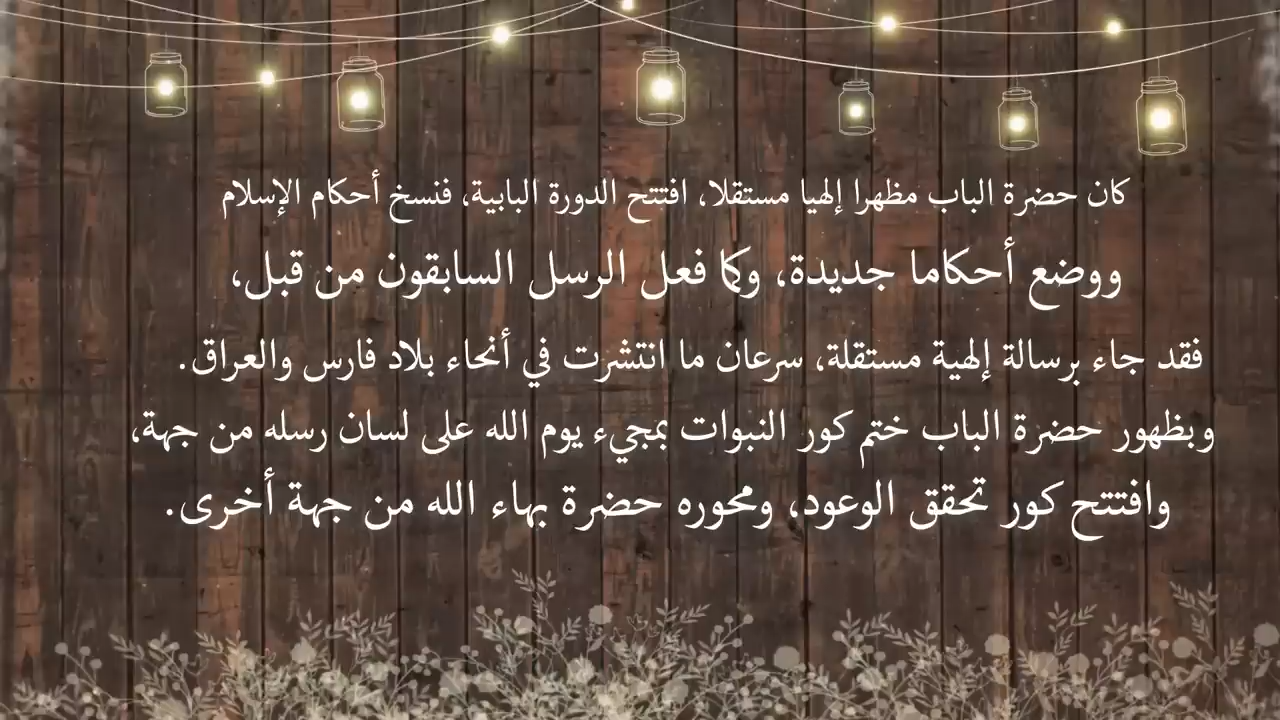 كان حضرة الباب مظهرا إلهيا مستقلا، افتتح الدورة البابية، فنسخ أحكام الإسلام
ووضع أحكاما جديدة، وكما فعل الرسل السابقون من قبل،
فقد جاء برسالة إلهية مستقلة، سرعان ما انتشرت في أنحاء بلاد فارس والعراق.
وبظهور حضرة الباب ختم كور النبوات بمجيء يوم الله على لسان رسله من جهة،
وافتتح كور تحقق الوعود، ومحوره حضرة بهاء الله من جهة أخرى.